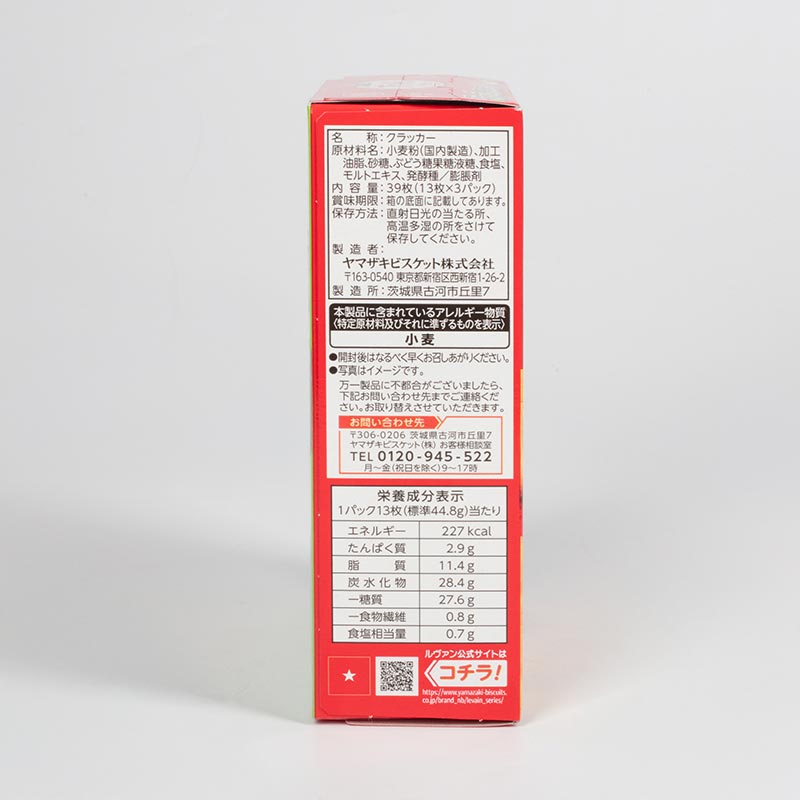 名 称：クラッカー
原材料名：小麦粉（国内製造）、加工
油脂、砂糖、ぶどう糖果糖液糖、食塩、
モルトエキス、発酵種／膨脹剤
内容量：39枚（13枚×3パック）
賞味期限：箱の底面に記載してあります。
保存方法：直射日光の当たる所、
高温多湿の所をさけて
保存してください。
製造者：
ヤマザキビスケット株式会社
〒163-0540 東京都新宿区西新宿1-26-2
製造所：茨城県古河市丘里7
本製品に含まれているアレルギー物質
〈特定原材料及びそれに準ずるものを表示〉
小麦
●開封後はなるべく早くお召しあがりください。
●写真はイメージです。
万一製品に不都合がございましたら、
下記お問い合わせ先までご連絡くだ
さい。お取り替えさせていただきます。
お問い合わせ先
〒306-0206 茨城県古河市丘里7
ヤマザキビスケット（株） お客様相談室
TEL 0120-945-522
月～金（祝日を除く）9～17時
栄養成分表示
1パック13枚（標準44.8g）当たり
エネルギー 227 kcal
たんぱく質 2.9 g
脂質 11.4 g
炭水化物 28.4 g
－糖質 27.6 g
－食物繊維 0.8 g
食塩相当量 0.7 g
ルヴァン公式サイトは
コチラ！
https://www.yamazaki-biscuits.
co.jp/brand_nb/levain_series/